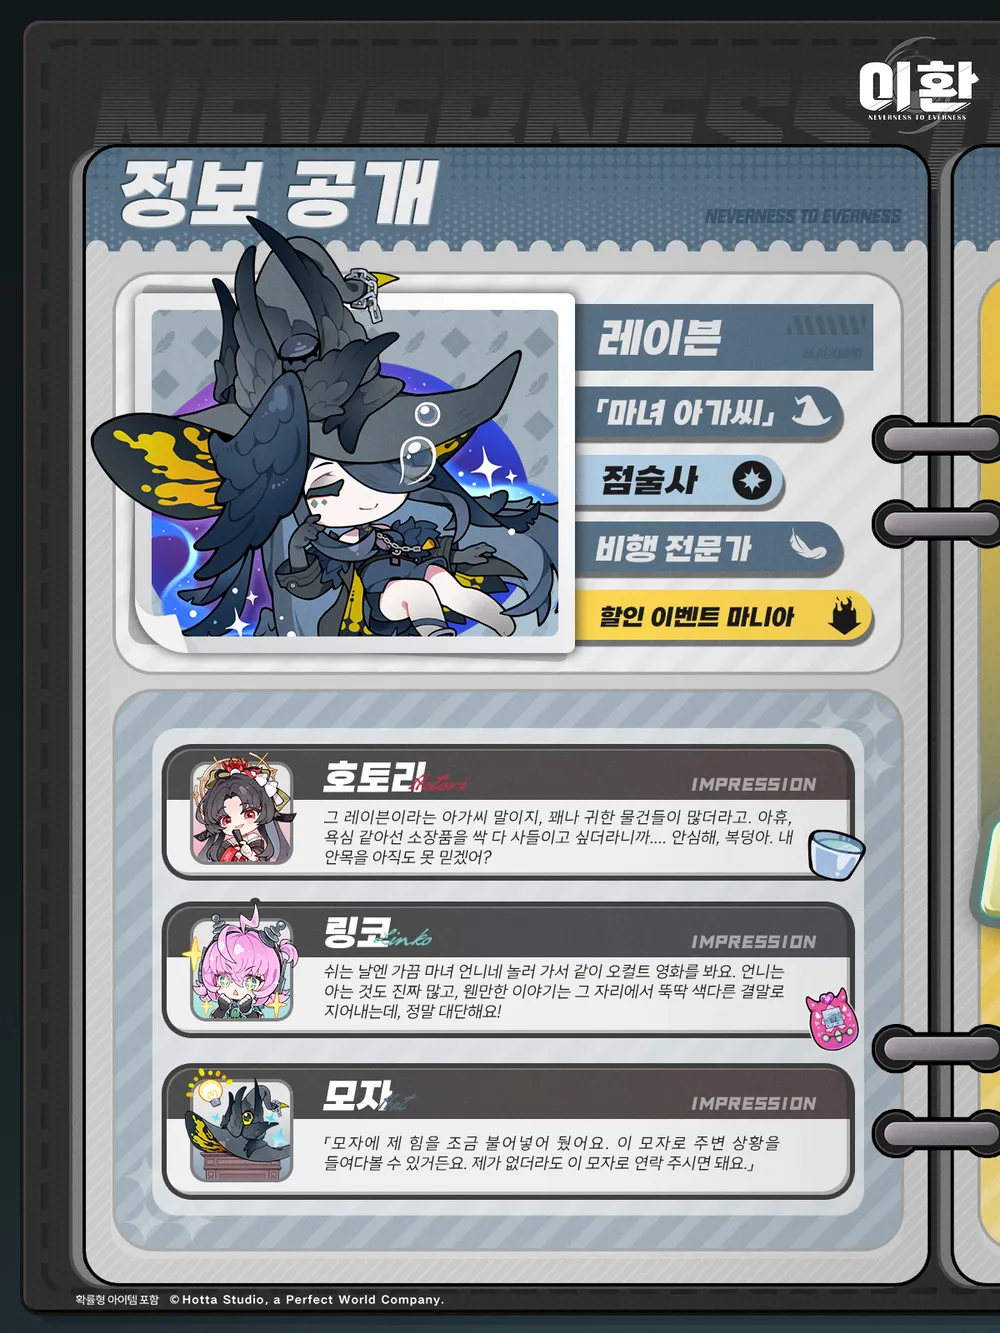 NEVERNESS
이환
NEVERNESS TO EVERNESS
정보 공개
NEVERNESS TO EVERNESS
레이븐
「마녀 아가씨」
점술사
비행 전문가
할인 이벤트 마니아
호토리
Hotori
IMPRESSION
그 레이븐이라는 아가씨 말이지, 꽤나 귀한 물건들이 많더라고. 아휴,
욕심 같아선 소장품을 싹 다 사들이고 싶더라니까.... 안심해, 복덩아. 내
안목을 아직도 못 믿겠어?
링코
Linko
IMPRESSION
쉬는 날엔 가끔 마녀 언니네 놀러 가서 같이 오컬트 영화를 봐요. 언니는
아는 것도 진짜 많고, 웬만한 이야기는 그 자리에서 뚝딱 색다른 결말로
지어내는데, 정말 대단해요!
모자
Hat
IMPRESSION
「모자에 제 힘을 조금 불어넣어 뒀어요. 이 모자로 주변 상황을
들여다볼 수 있거든요. 제가 없더라도 이 모자로 연락 주시면 돼요.」
확률형 아이템 포함 © Hotta Studio, a Perfect World Company.